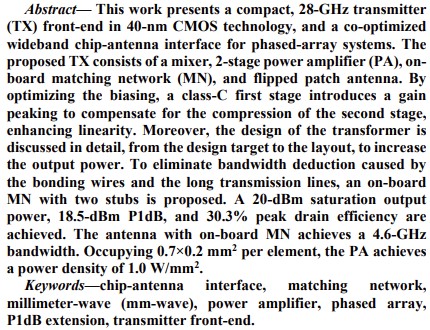 Abstract— This work presents a compact, 28-GHz transmitter
(TX) front-end in 40-nm CMOS technology, and a co-optimized
wideband chip-antenna interface for phased-array systems. The
proposed TX consists of a mixer, 2-stage power amplifier (PA), on-
board matching network (MN), and flipped patch antenna. By
optimizing the biasing, a class-C first stage introduces a gain
peaking to compensate for the compression of the second stage,
enhancing linearity. Moreover, the design of the transformer is
discussed in detail, from the design target to the layout, to increase
the output power. To eliminate bandwidth deduction caused by
the bonding wires and the long transmission lines, an on-board
MN with two stubs is proposed. A 20-dBm saturation output
power, 18.5-dBm P1dB, and 30.3% peak drain efficiency are
achieved. The antenna with on-board MN achieves a 4.6-GHz
bandwidth. Occupying 0.7×0.2 mm² per element, the PA achieves
a power density of 1.0 W/mm².
Keywords—chip-antenna interface, matching network,
millimeter-wave (mm-wave), power amplifier, phased array,
P1dB extension, transmitter front-end.